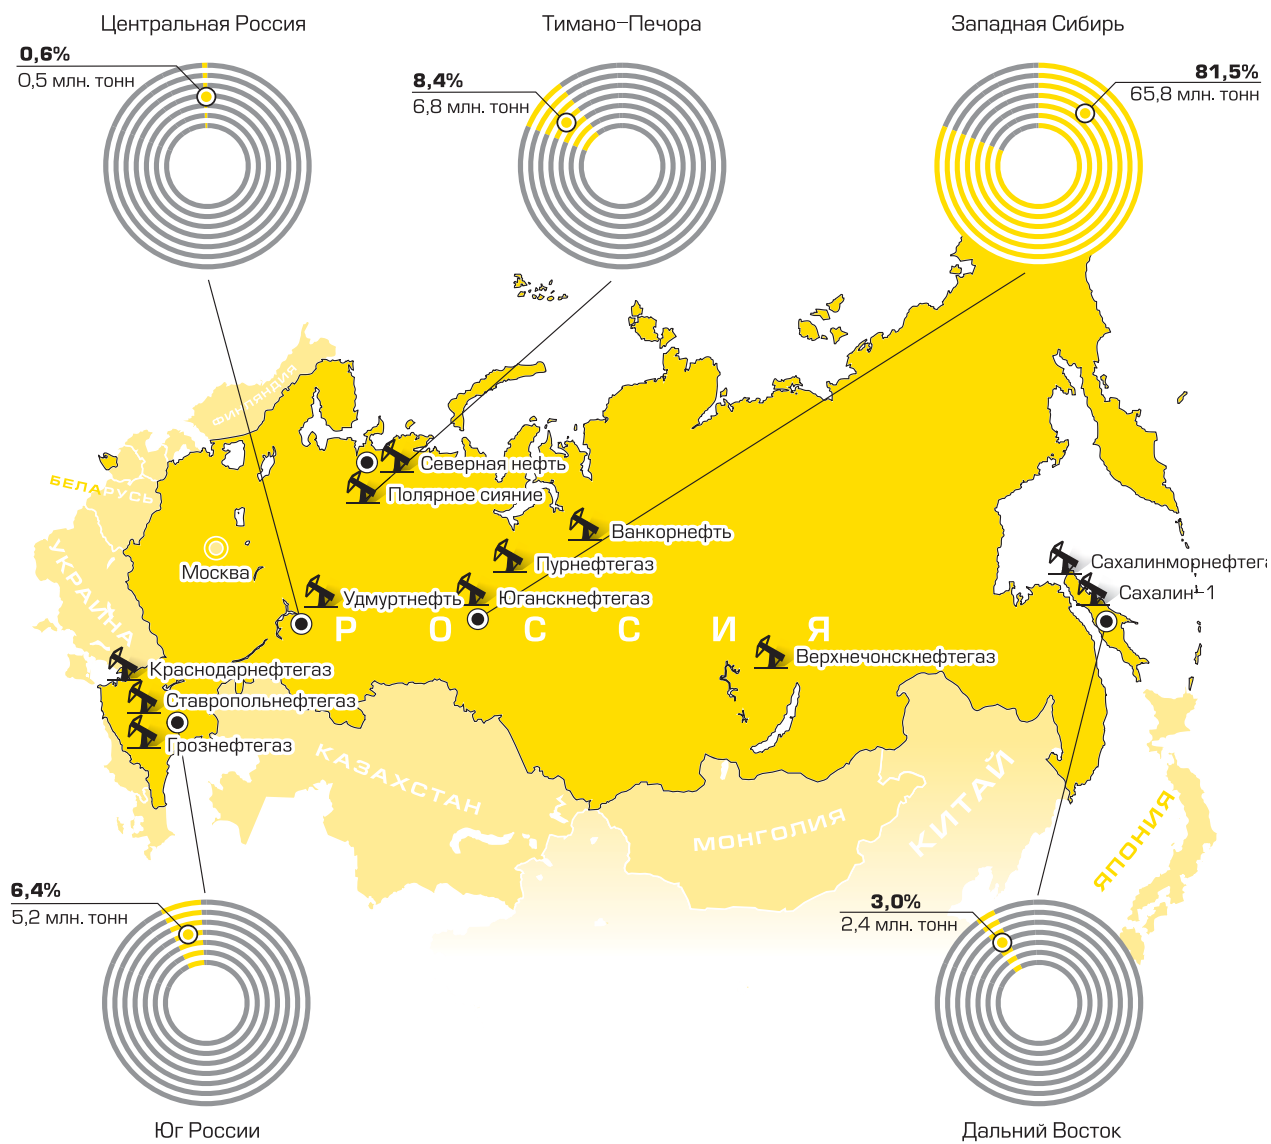 Центральная Россия
Тимано–Печора
Западная Сибирь
0,6%
0,5 млн. тонн
8,4%
6,8 млн. тонн
81,5%
65,8 млн. тонн
ФИНЛЯНДИЯ
Северная нефть
БЕЛАРУСЬ
Полярное сияние
Ванкорнефть
УКРАИНА
Пурнефтегаз
Сахалинморнефтега
Москва
Удмуртнефть
Юганскнефтегаз
Сахалин–1
РОССИЯ
Верхнечонскнефтегаз
Краснодарнефтегаз
Ставропольнефтегаз
Грознефтегаз
КАЗАХСТАН
МОНГОЛИЯ
КИТАЙ
ЯПОНИЯ
6,4%
5,2 млн. тонн
3,0%
2,4 млн. тонн
Юг России
Дальний Восток